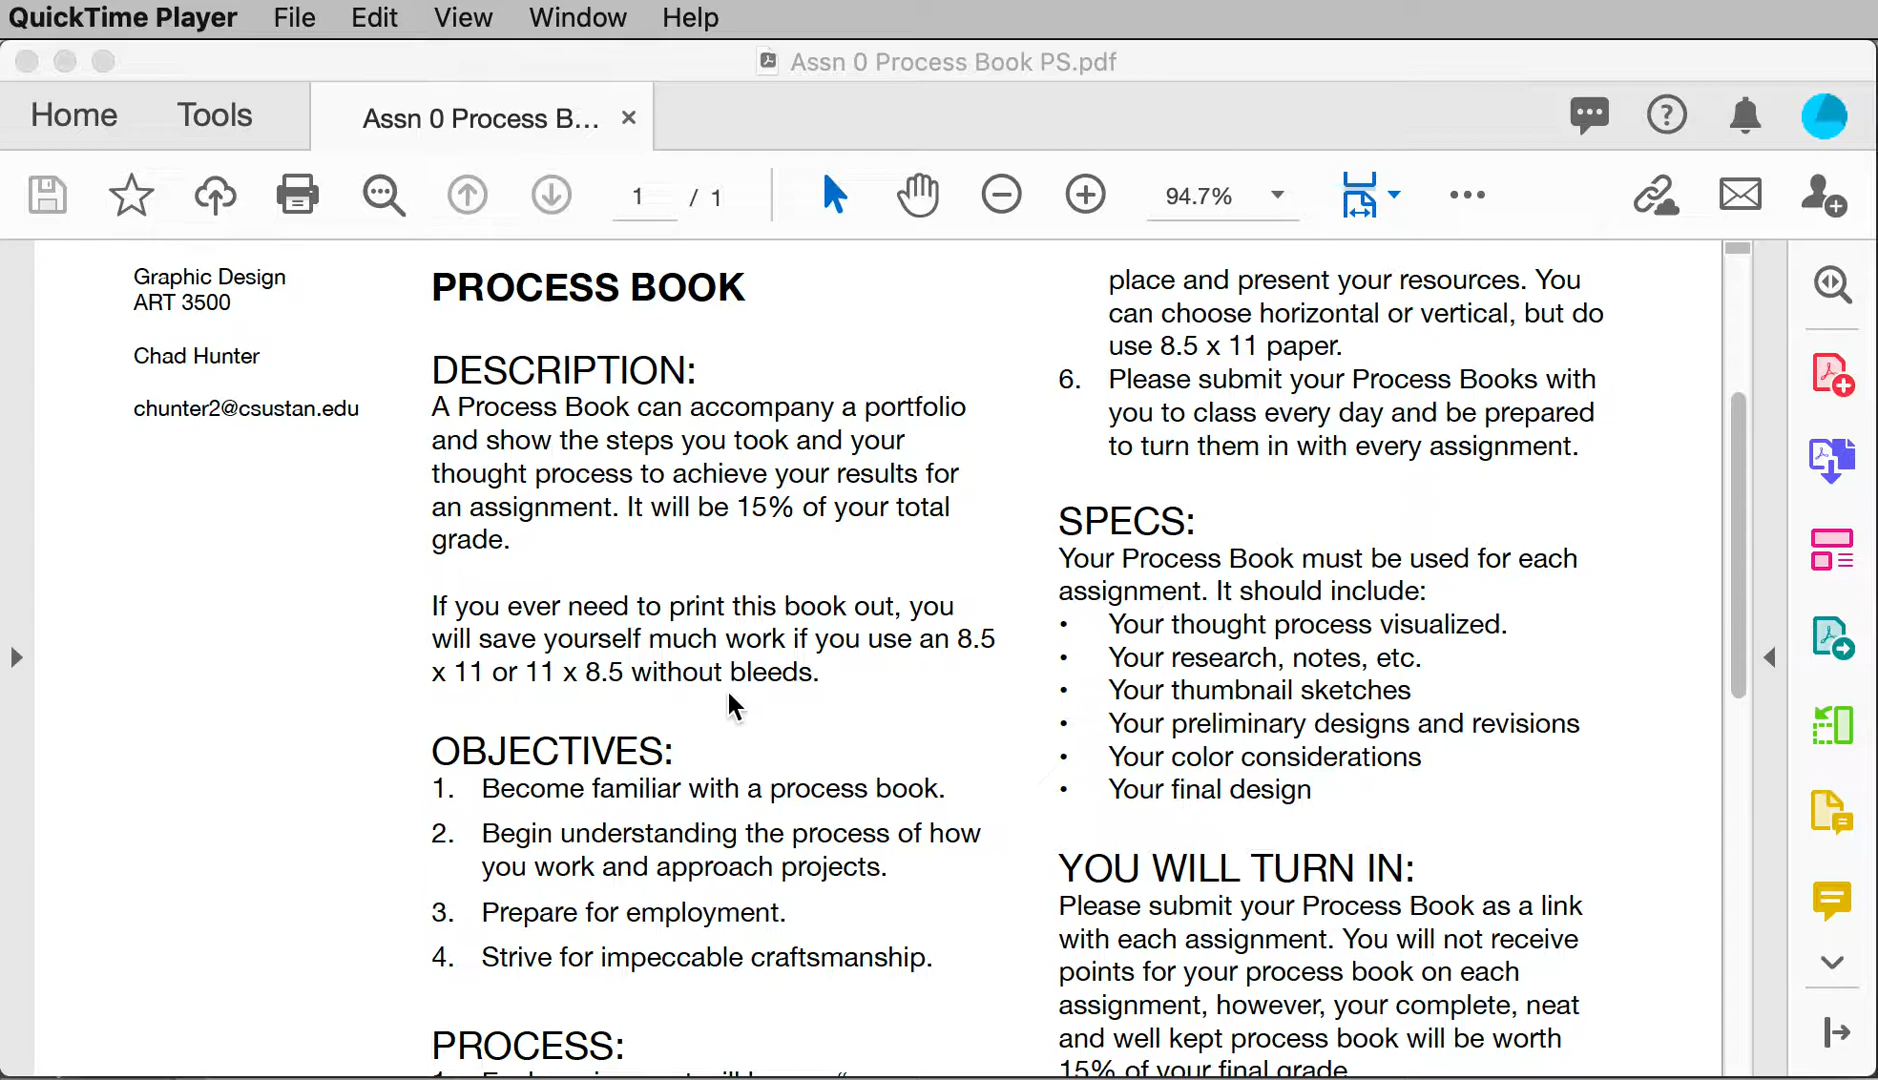 QuickTime Player File Edit View Window Help
Assn 0 Process Book PS.pdf
Home Tools Assn 0 Process B... ×
1 / 1 94.7%
Graphic Design
ART 3500
Chad Hunter
chunter2@csustan.edu
PROCESS BOOK
DESCRIPTION:
A Process Book can accompany a portfolio
and show the steps you took and your
thought process to achieve your results for
an assignment. It will be 15% of your total
grade.
If you ever need to print this book out, you
will save yourself much work if you use an 8.5
x 11 or 11 x 8.5 without bleeds.
OBJECTIVES:
1. Become familiar with a process book.
2. Begin understanding the process of how
you work and approach projects.
3. Prepare for employment.
4. Strive for impeccable craftsmanship.
PROCESS:
place and present your resources. You
can choose horizontal or vertical, but do
use 8.5 x 11 paper.
6. Please submit your Process Books with
you to class every day and be prepared
to turn them in with every assignment.
SPECS:
Your Process Book must be used for each
assignment. It should include:
• Your thought process visualized.
• Your research, notes, etc.
• Your thumbnail sketches
• Your preliminary designs and revisions
• Your color considerations
• Your final design
YOU WILL TURN IN:
Please submit your Process Book as a link
with each assignment. You will not receive
points for your process book on each
assignment, however, your complete, neat
and well kept process book will be worth
15% of your final grade